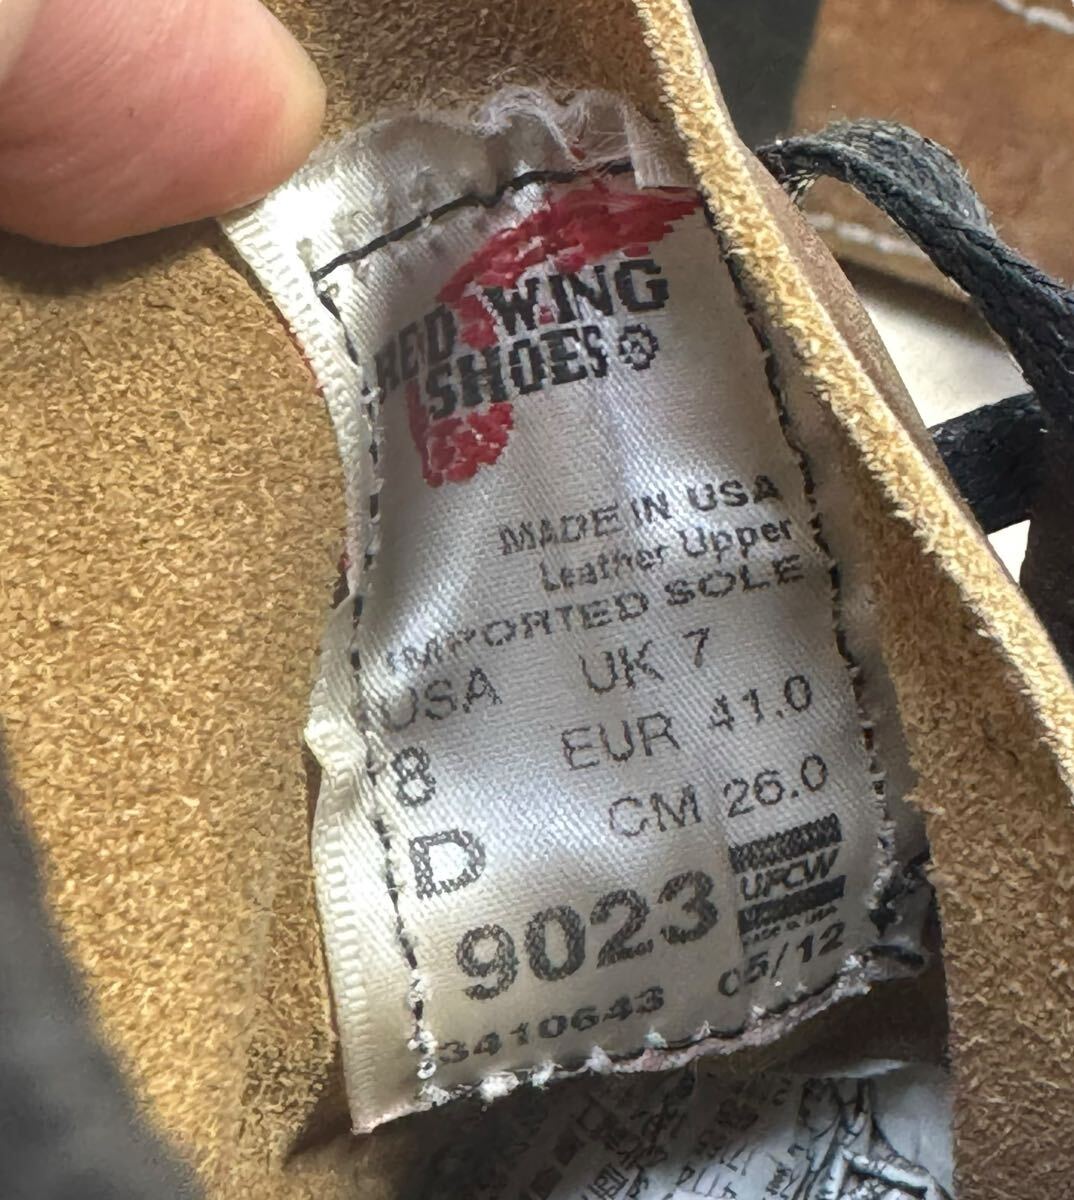 RED WING
SHOES®
MADE IN USA
Leather Upper
IMPORTED SOLE
USA UK 7
8 EUR 41.0
D CM 26.0
9023 UFCW
3410643 05/12